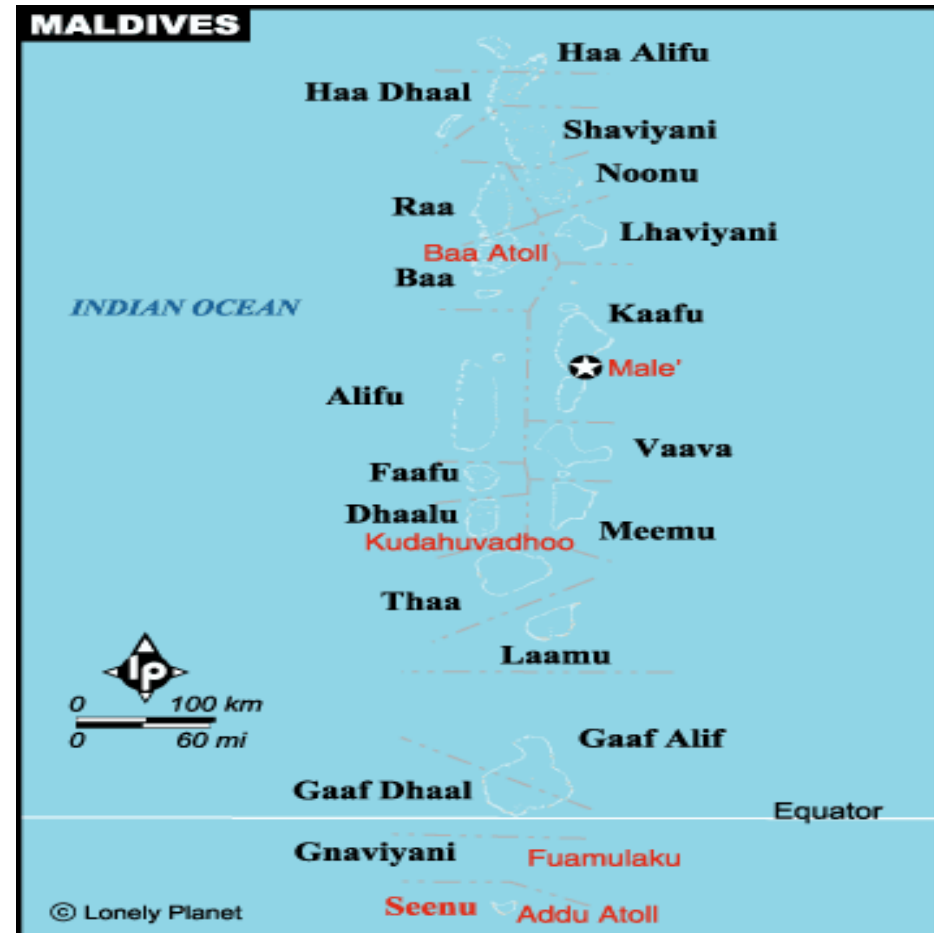 MALDIVES
Haa Alifu
Haa Dhaal
Shaviyani
Noonu
Raa
Lhaviyani
Baa Atoll
Baa
INDIAN OCEAN
Kaafu
Male'
Alifu
Vaava
Faafu
Dhaalu
Meemu
Kudahuvadhoo
Thaa
Laamu
lp
0 100 km
0 60 mi
Gaaf Alif
Gaaf Dhaal
Equator
Gnaviyani
Fuamulaku
Seenu
Addu Atoll
© Lonely Planet